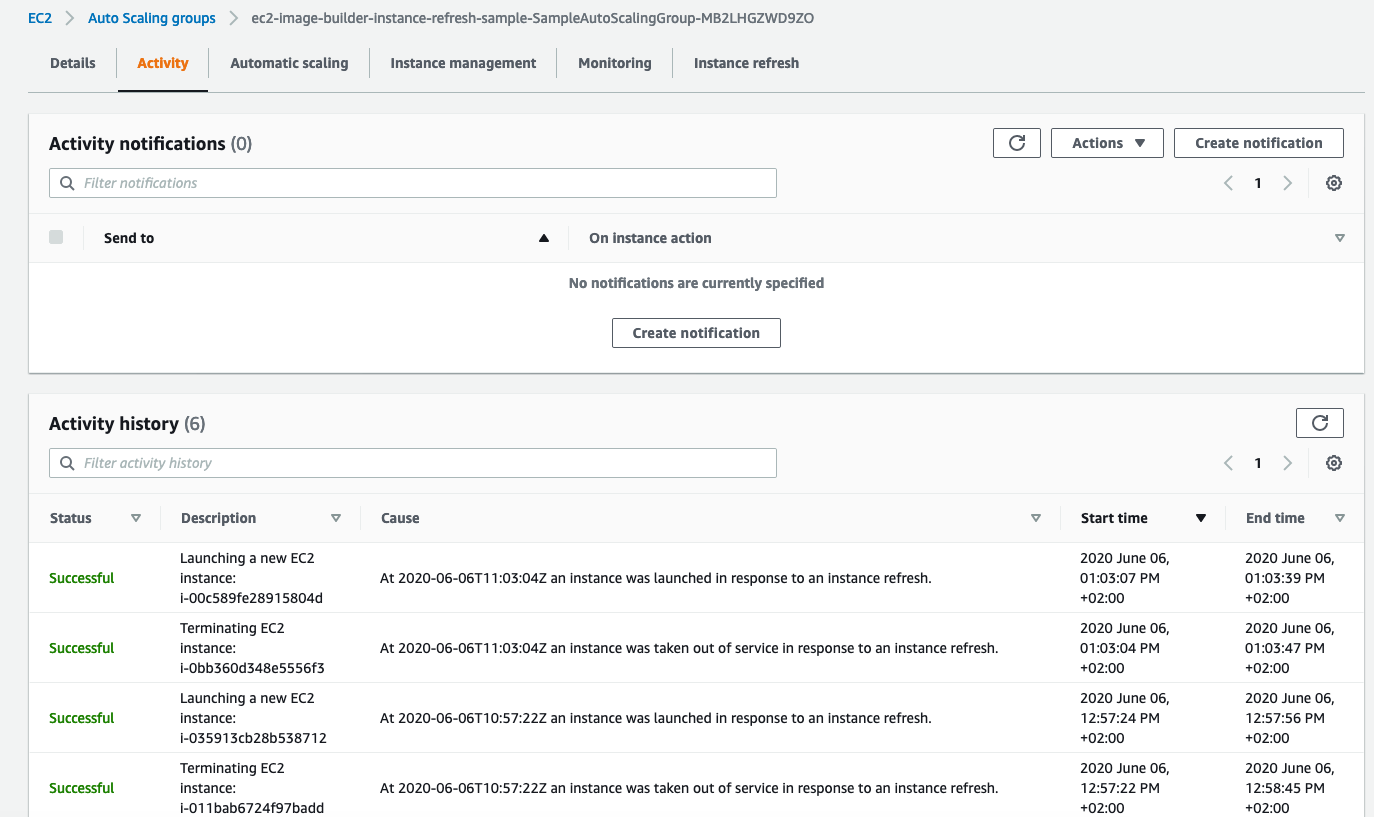 EC2 > Auto Scaling groups > ec2-image-builder-instance-refresh-sample-SampleAutoScalingGroup-MB2LHGZWD9ZO
Details Activity Automatic scaling Instance management Monitoring Instance refresh
Activity notifications (0)
Actions Create notification
Filter notifications
1
Send to On instance action
No notifications are currently specified
Create notification
Activity history (6)
Filter activity history
1
Status Description Cause Start time End time
Launching a new EC2 2020 June 06, 2020 June 06,
Successful instance: At 2020-06-06T11:03:04Z an instance was launched in response to an instance refresh. 01:03:07 PM 01:03:39 PM
i-00c589fe28915804d +02:00 +02:00
Terminating EC2 2020 June 06, 2020 June 06,
Successful instance: At 2020-06-06T11:03:04Z an instance was taken out of service in response to an instance refresh. 01:03:04 PM 01:03:47 PM
i-0bb360d348e5556f3 +02:00 +02:00
Launching a new EC2 2020 June 06, 2020 June 06,
Successful instance: At 2020-06-06T10:57:22Z an instance was launched in response to an instance refresh. 12:57:24 PM 12:57:56 PM
i-035913cb28b538712 +02:00 +02:00
Terminating EC2 2020 June 06, 2020 June 06,
Successful instance: At 2020-06-06T10:57:22Z an instance was taken out of service in response to an instance refresh. 12:57:22 PM 12:58:45 PM
i-011bab6724f97badd +02:00 +02:00